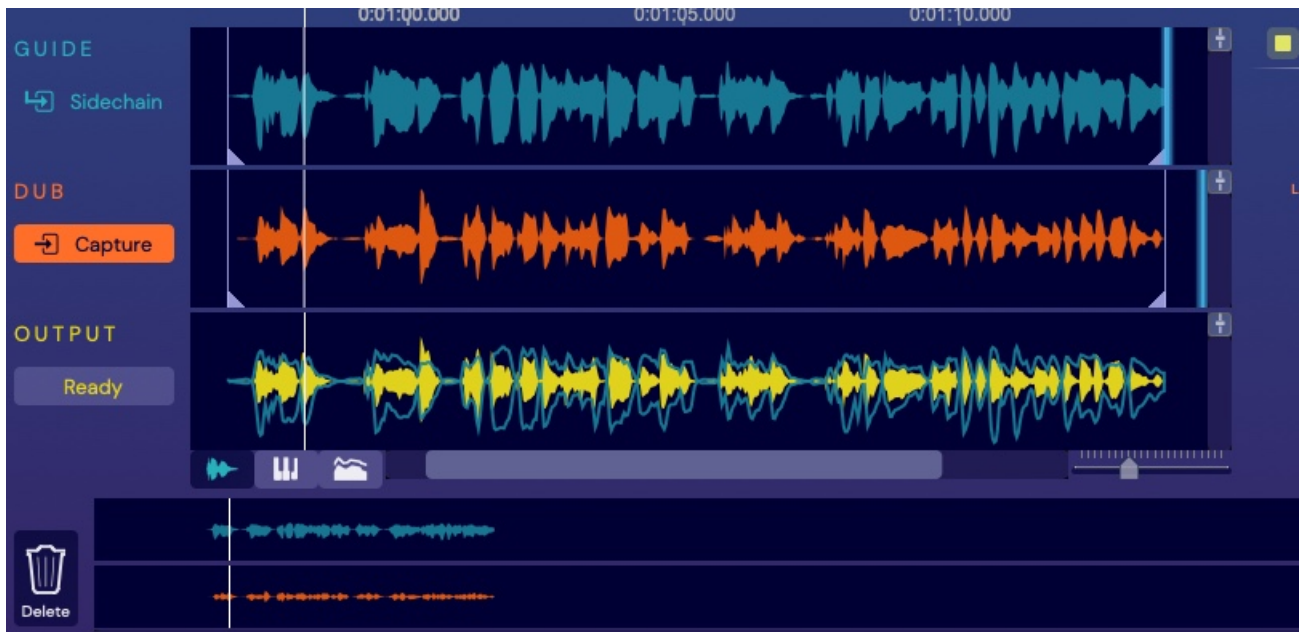 0:01:00.000 0:01:05.000 0:01:10.000
GUIDE
Sidechain
DUB
L
Capture
OUTPUT
Ready
Delete